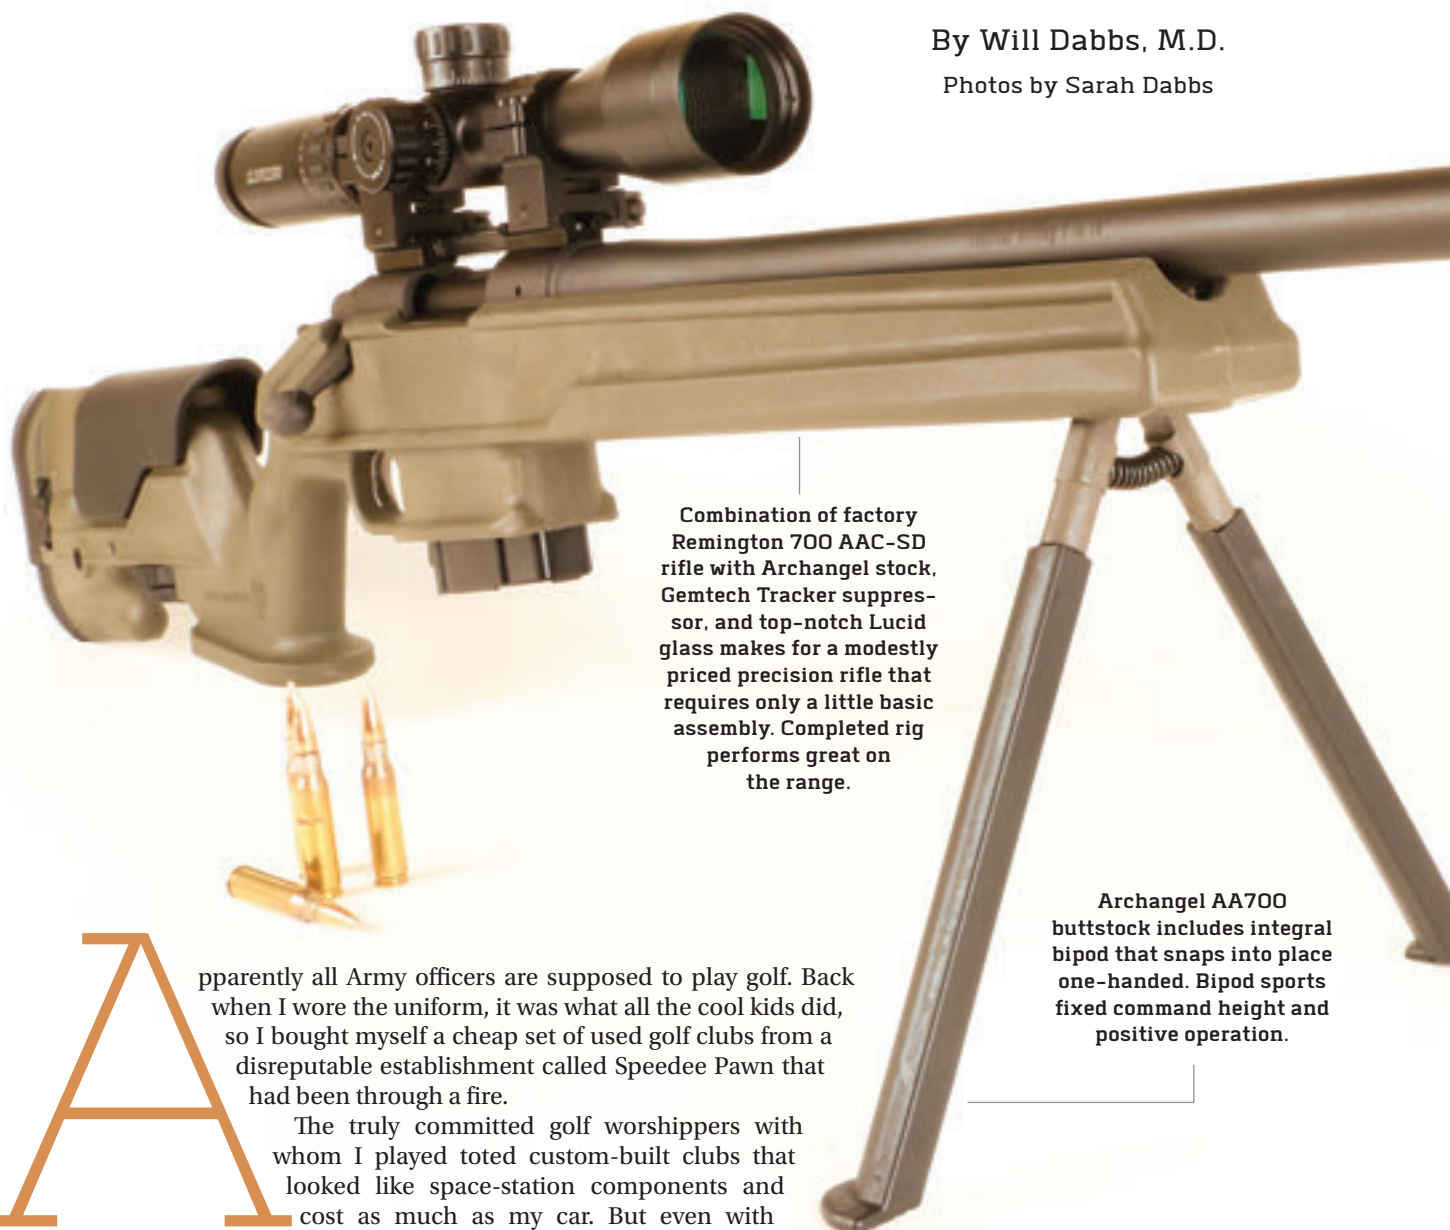 By Will Dabbs, M.D.
Photos by Sarah Dabbs
Combination of factory
Remington 700 AAC-SD
rifle with Archangel stock,
Gemtech Tracker suppres-
sor, and top-notch Lucid
glass makes for a modestly
priced precision rifle that
requires only a little basic
assembly. Completed rig
performs great on
the range.
Archangel AA700
buttstock includes integral
bipod that snaps into place
one-handed. Bipod sports
fixed command height and
positive operation.
Apparently all Army officers are supposed to play golf. Back
when I wore the uniform, it was what all the cool kids did,
so I bought myself a cheap set of used golf clubs from a
disreputable establishment called Speedee Pawn that
had been through a fire.
The truly committed golf worshippers with
whom I played toted custom-built clubs that
looked like space-station components and
cost as much as my car. But even with